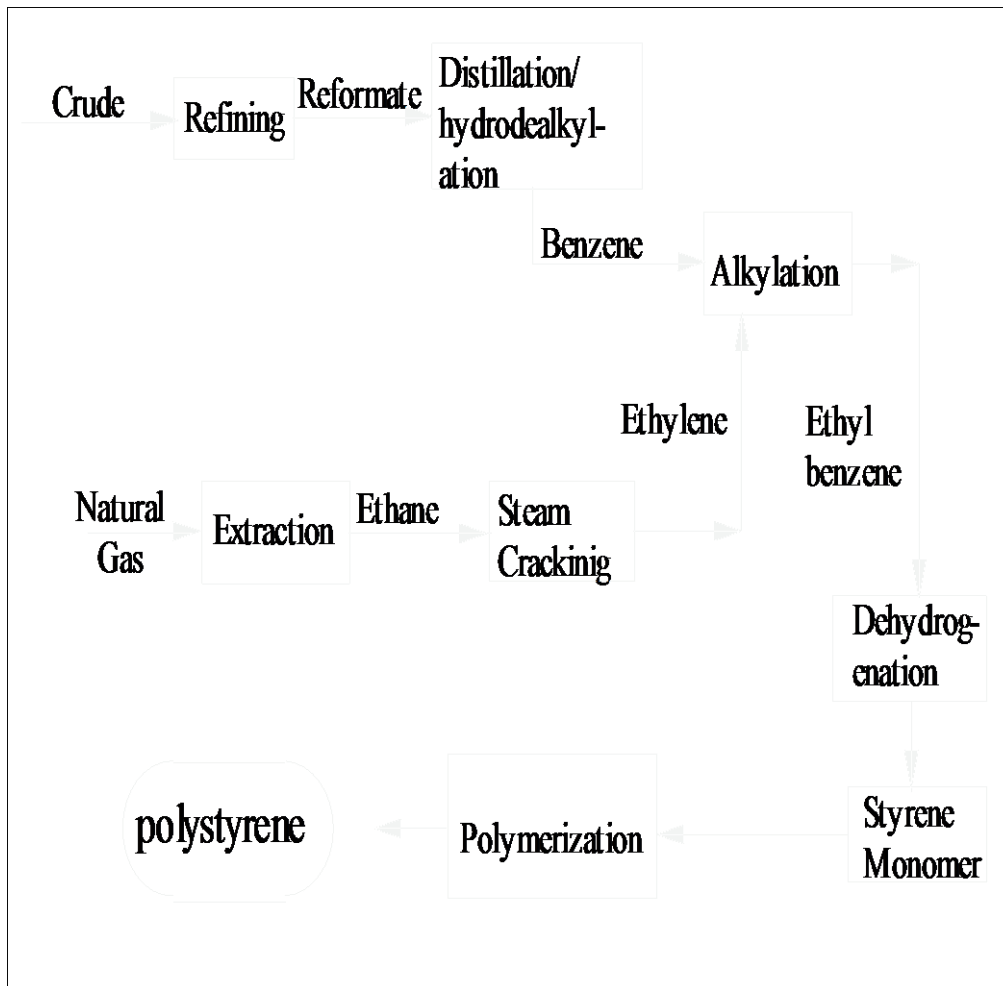 Crude
Refining
Reformate
Distillation/
hydrodealkyl-
ation
Benzene
Alkylation
Ethylene
Ethyl
benzene
Natural
Gas
Extraction
Ethane
Steam
Crackinig
Dehydrog-
enation
Styrene
Monomer
Polymerization
polystyrene